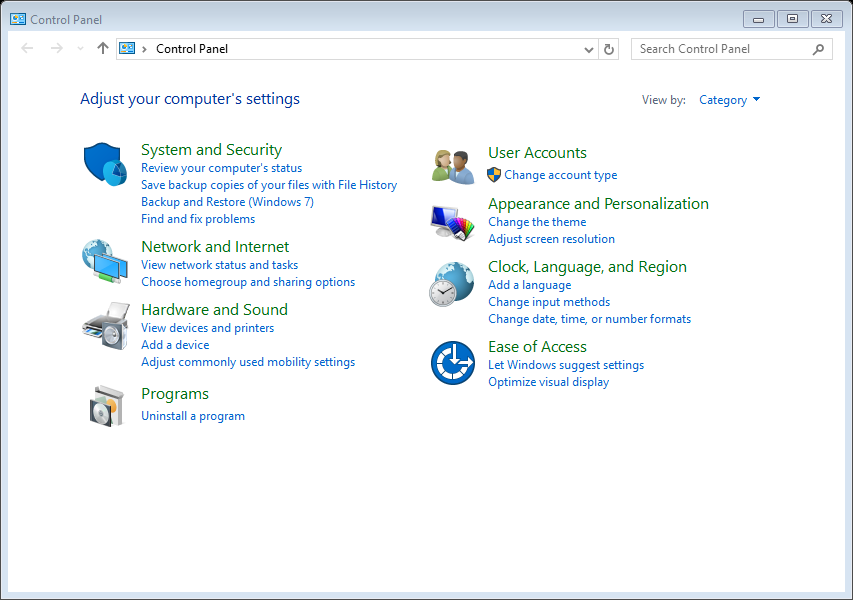 Control Panel
Control Panel
Search Control Panel
Adjust your computer's settings
View by: Category
System and Security
Review your computer's status
Save backup copies of your files with File History
Backup and Restore (Windows 7)
Find and fix problems
Network and Internet
View network status and tasks
Choose homegroup and sharing options
Hardware and Sound
View devices and printers
Add a device
Adjust commonly used mobility settings
Programs
Uninstall a program
User Accounts
Change account type
Appearance and Personalization
Change the theme
Adjust screen resolution
Clock, Language, and Region
Add a language
Change input methods
Change date, time, or number formats
Ease of Access
Let Windows suggest settings
Optimize visual display